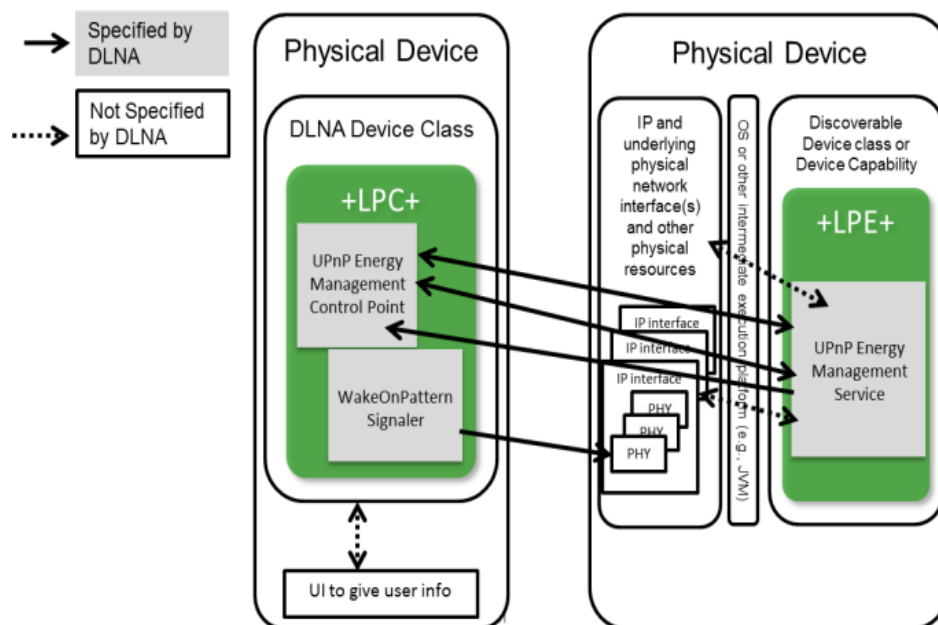 Specified by
DLNA
Not Specified
by DLNA
Physical Device
DLNA Device Class
+LPC+
UPnP Energy
Management
Control Point
WakeOnPattern
Signaler
UI to give user info
Physical Device
IP and
underlying
physical
network
interface(s)
and other
physical
resources
IP interface
IP interface
IP interface
PHY
PHY
PHY
OS or other intermediate execution platform (e.g., JVM)
Discoverable
Device class or
Device Capability
+LPE+
UPnP Energy
Management
Service